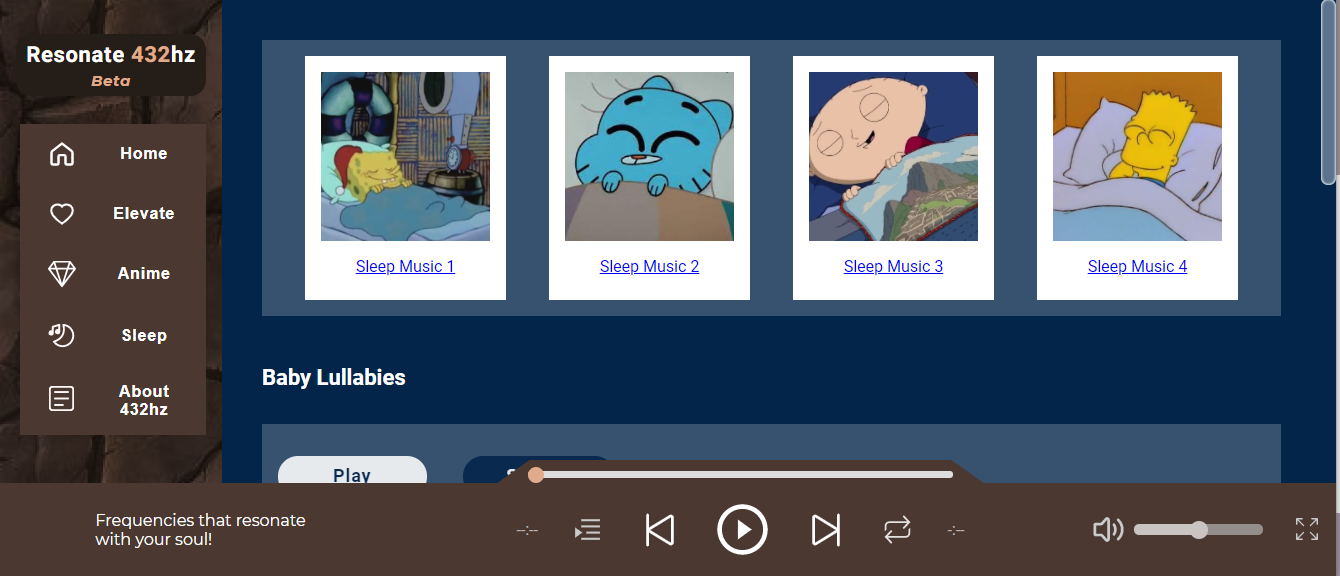 Resonate 432hz
Beta
Home
Elevate
Anime
Sleep
About
432hz
Sleep Music 1
Sleep Music 2
Sleep Music 3
Sleep Music 4
Baby Lullabies
Play
Frequencies that resonate
with your soul!
--:--
-:--